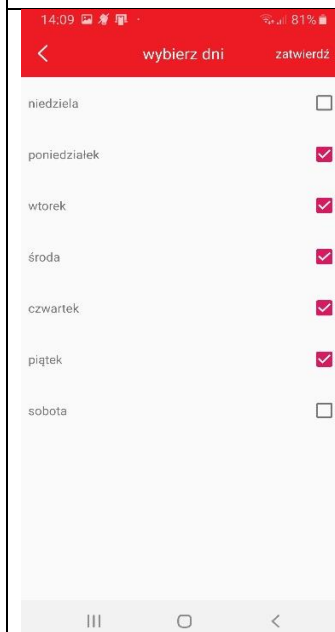 14:09 81%
wybierz dni zatwierdź
niedziela
poniedziałek
wtorek
środa
czwartek
piątek
sobota